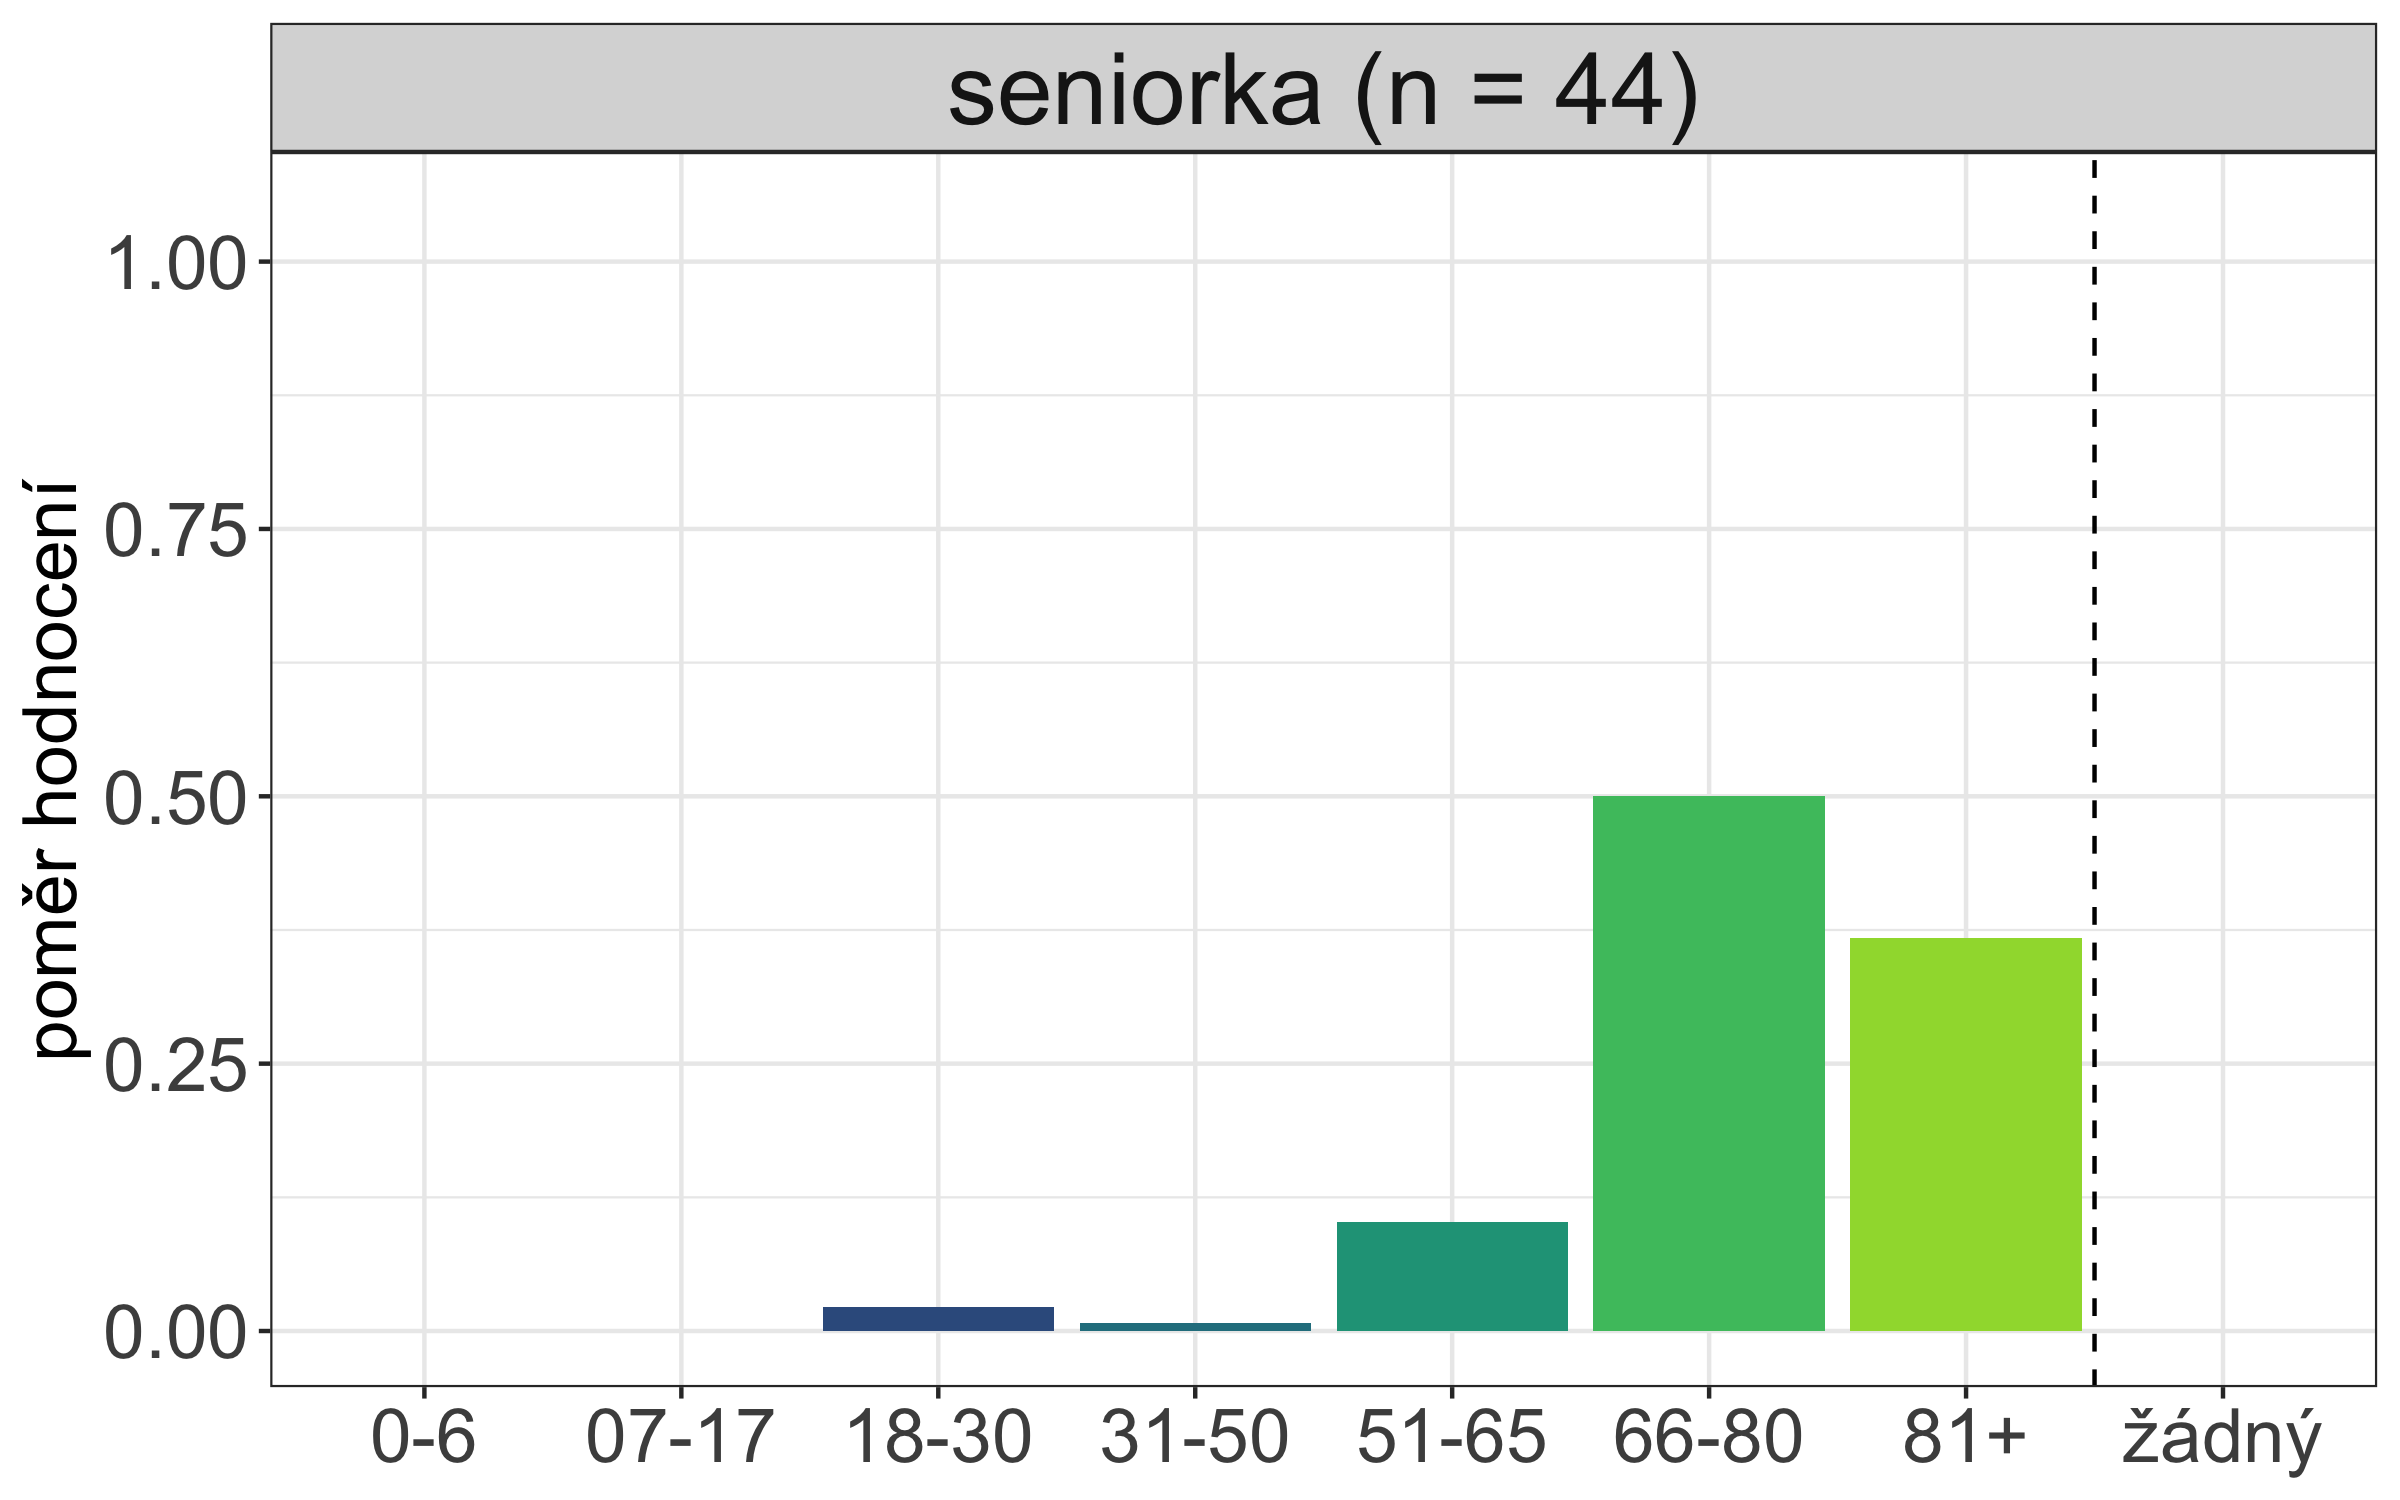 seniorka (n = 44)
poměr hodnocení
1.00
0.75
0.50
0.25
0.00
0-6 07-17 18-30 31-50 51-65 66-80 81+ žádný